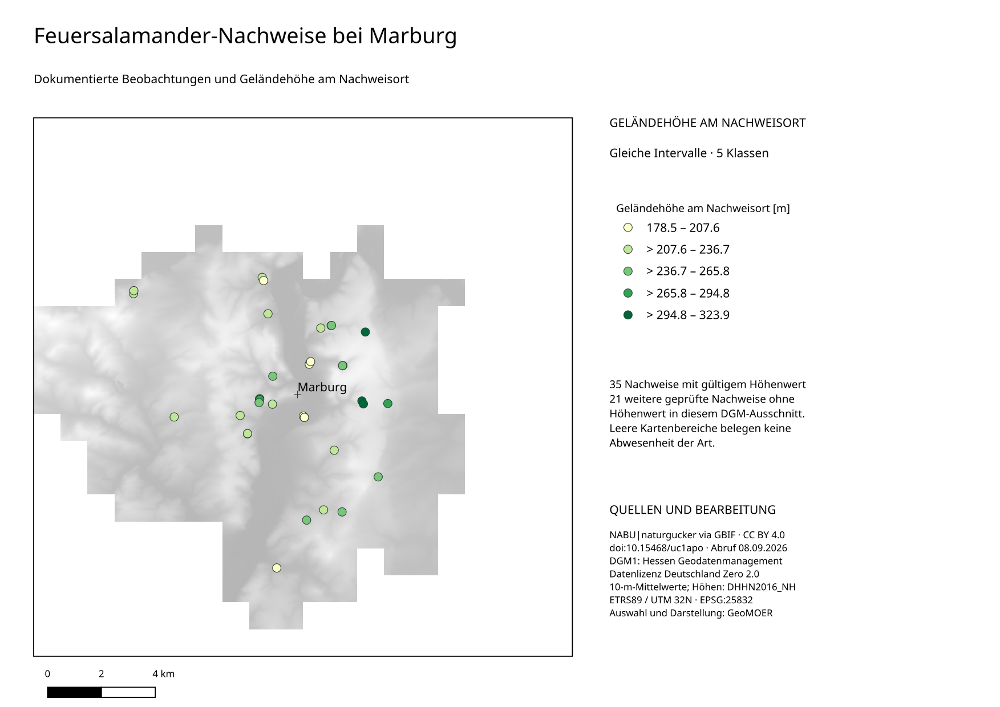 Feuersalamander-Nachweise bei Marburg
Dokumentierte Beobachtungen und Geländehöhe am Nachweisort
Marburg
0 2 4 km
GELÄNDEHÖHE AM NACHWEISORT
Gleiche Intervalle · 5 Klassen
Geländehöhe am Nachweisort [m]
178.5 – 207.6
> 207.6 – 236.7
> 236.7 – 265.8
> 265.8 – 294.8
> 294.8 – 323.9
35 Nachweise mit gültigem Höhenwert
21 weitere geprüfte Nachweise ohne
Höhenwert in diesem DGM-Ausschnitt.
Leere Kartenbereiche belegen keine
Abwesenheit der Art.
QUELLEN UND BEARBEITUNG
NABU|naturgucker via GBIF · CC BY 4.0
doi:10.15468/uc1apo · Abruf 08.09.2026
DGM1: Hessen Geodatenmanagement
Datenlizenz Deutschland Zero 2.0
10-m-Mittelwerte; Höhen: DHHN2016_NH
ETRS89 / UTM 32N · EPSG:25832
Auswahl und Darstellung: GeoMOER